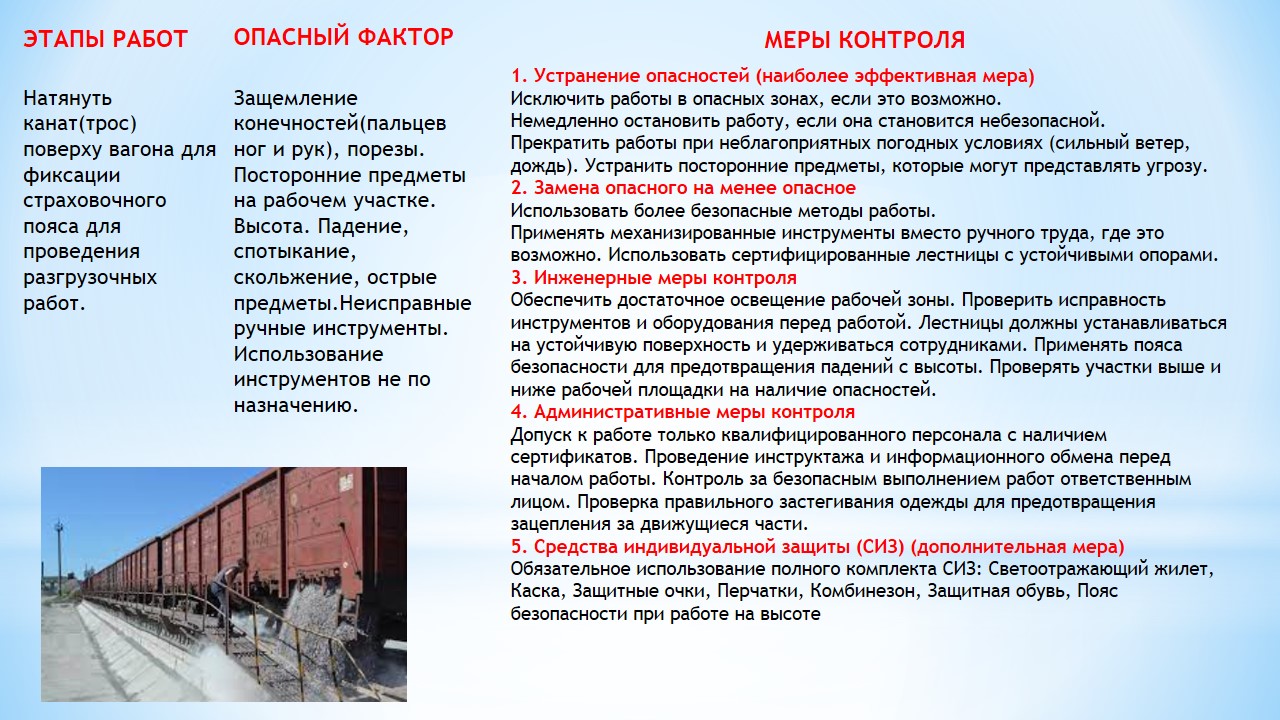 ЭТАПЫ РАБОТ
Натянуть
канат(трос)
поверху вагона для
фиксации
страховочного
пояса для
проведения
разгрузочных
работ.
ОПАСНЫЙ ФАКТОР
Защемление
конечностей(пальцев
ног и рук), порезы.
Посторонние предметы
на рабочем участке.
Высота. Падение,
спотыкание,
скольжение, острые
предметы.Неисправные
ручные инструменты.
Использование
инструментов не по
назначению.
МЕРЫ КОНТРОЛЯ
1. Устранение опасностей (наиболее эффективная мера)
Исключить работы в опасных зонах, если это возможно.
Немедленно остановить работу, если она становится небезопасной.
Прекратить работы при неблагоприятных погодных условиях (сильный ветер,
дождь). Устранить посторонние предметы, которые могут представлять угрозу.
2. Замена опасного на менее опасное
Использовать более безопасные методы работы.
Применять механизированные инструменты вместо ручного труда, где это
возможно. Использовать сертифицированные лестницы с устойчивыми опорами.
3. Инженерные меры контроля
Обеспечить достаточное освещение рабочей зоны. Проверить исправность
инструментов и оборудования перед работой. Лестницы должны устанавливаться
на устойчивую поверхность и удерживаться сотрудниками. Применять пояса
безопасности для предотвращения падений с высоты. Проверять участки выше и
ниже рабочей площадки на наличие опасностей.
4. Административные меры контроля
Допуск к работе только квалифицированного персонала с наличием
сертификатов. Проведение инструктажа и информационного обмена перед
началом работы. Контроль за безопасным выполнением работ ответственным
лицом. Проверка правильного застегивания одежды для предотвращения
зацепления за движущиеся части.
5. Средства индивидуальной защиты (СИЗ) (дополнительная мера)
Обязательное использование полного комплекта СИЗ: Светоотражающий жилет,
Каска, Защитные очки, Перчатки, Комбинезон, Защитная обувь, Пояс
безопасности при работе на высоте